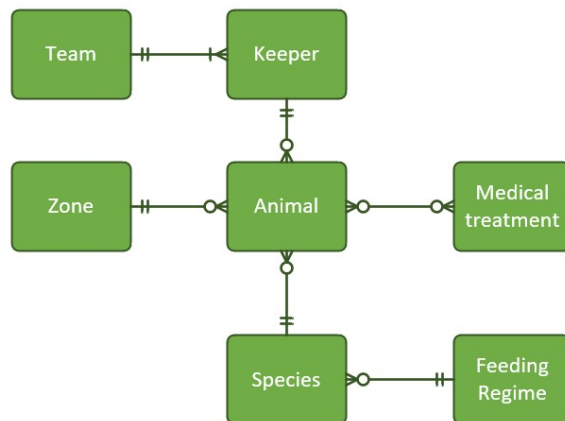 Team
Keeper
Zone
Animal
Medical
treatment
Species
Feeding
Regime